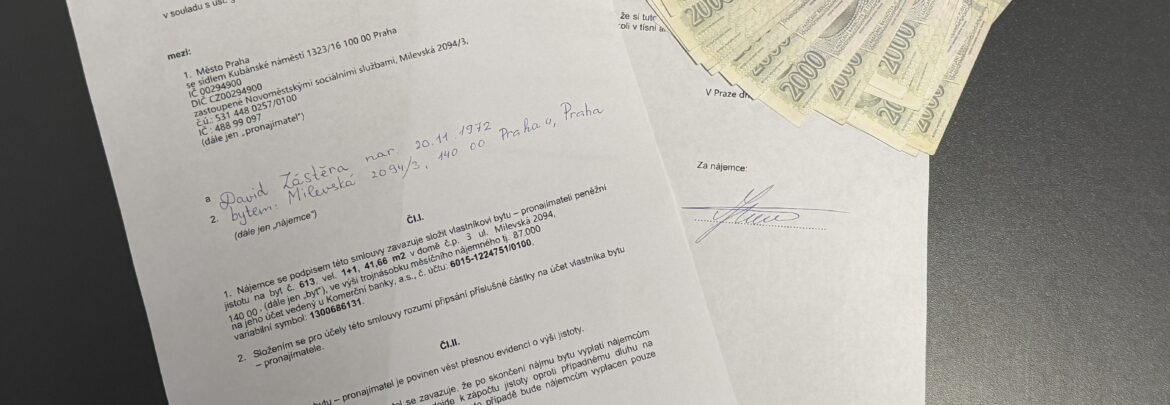 v souladu s ust. §
mezi:
1. Město Praha
se sídlem Kubánské náměstí 1323/16 100 00 Praha
IČ 00294900
DIČ CZ00294900
zastoupené Novoměstskými sociálními službami, Milevská 2094/3,
č.ú.: 531 448 0257/0100
IČ : 488 99 097
(dále jen „pronajímatel")
a
2. David Zástěra nar. 20.11.1972
bytem: Milevská 2094/3, 140 00 Praha 4, Praha
(dále jen „nájemce")
Čl.I.
1. Nájemce se podpisem této smlouvy zavazuje složit vlastníkovi bytu – pronajímateli peněžní
jistotu na byt č. 613, vel. 1+1, 41,66 m2 v domě č.p. 3 ul. Milevská 2094,
140 00 · (dále jen „byt"), ve výši trojnásobku měsíčního nájemného tj. 87.000
na jeho účet vedený u Komerční banky, a.s., č. účtu: 6015-1224751/0100,
variabilní symbol: 1300686131.
2. Složením se pro účely této smlouvy rozumí připsání příslušné částky na účet vlastníka bytu
– pronajímatele.
Čl.II.
bytu – pronajímatel je povinen vést přesnou evidenci o výši jistoty.
se zavazuje, že po skončení nájmu bytu vyplatí nájemcům
k zápočtu jistoty oproti případnému dluhu na
případě bude nájemcům vyplacen pouze
že si tuto
v tísni
V Praze dne
Za nájemce:
2000
2000
2000
2000
2000
2000